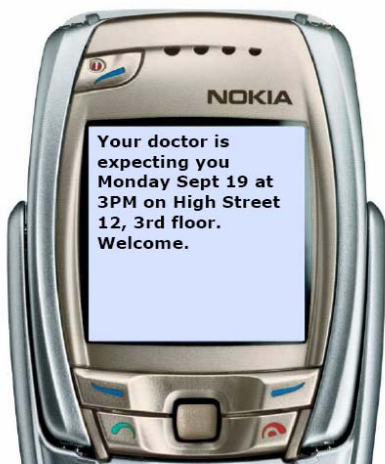 NOKIA
Your doctor is
expecting you
Monday Sept 19 at
3PM on High Street
12, 3rd floor.
Welcome.